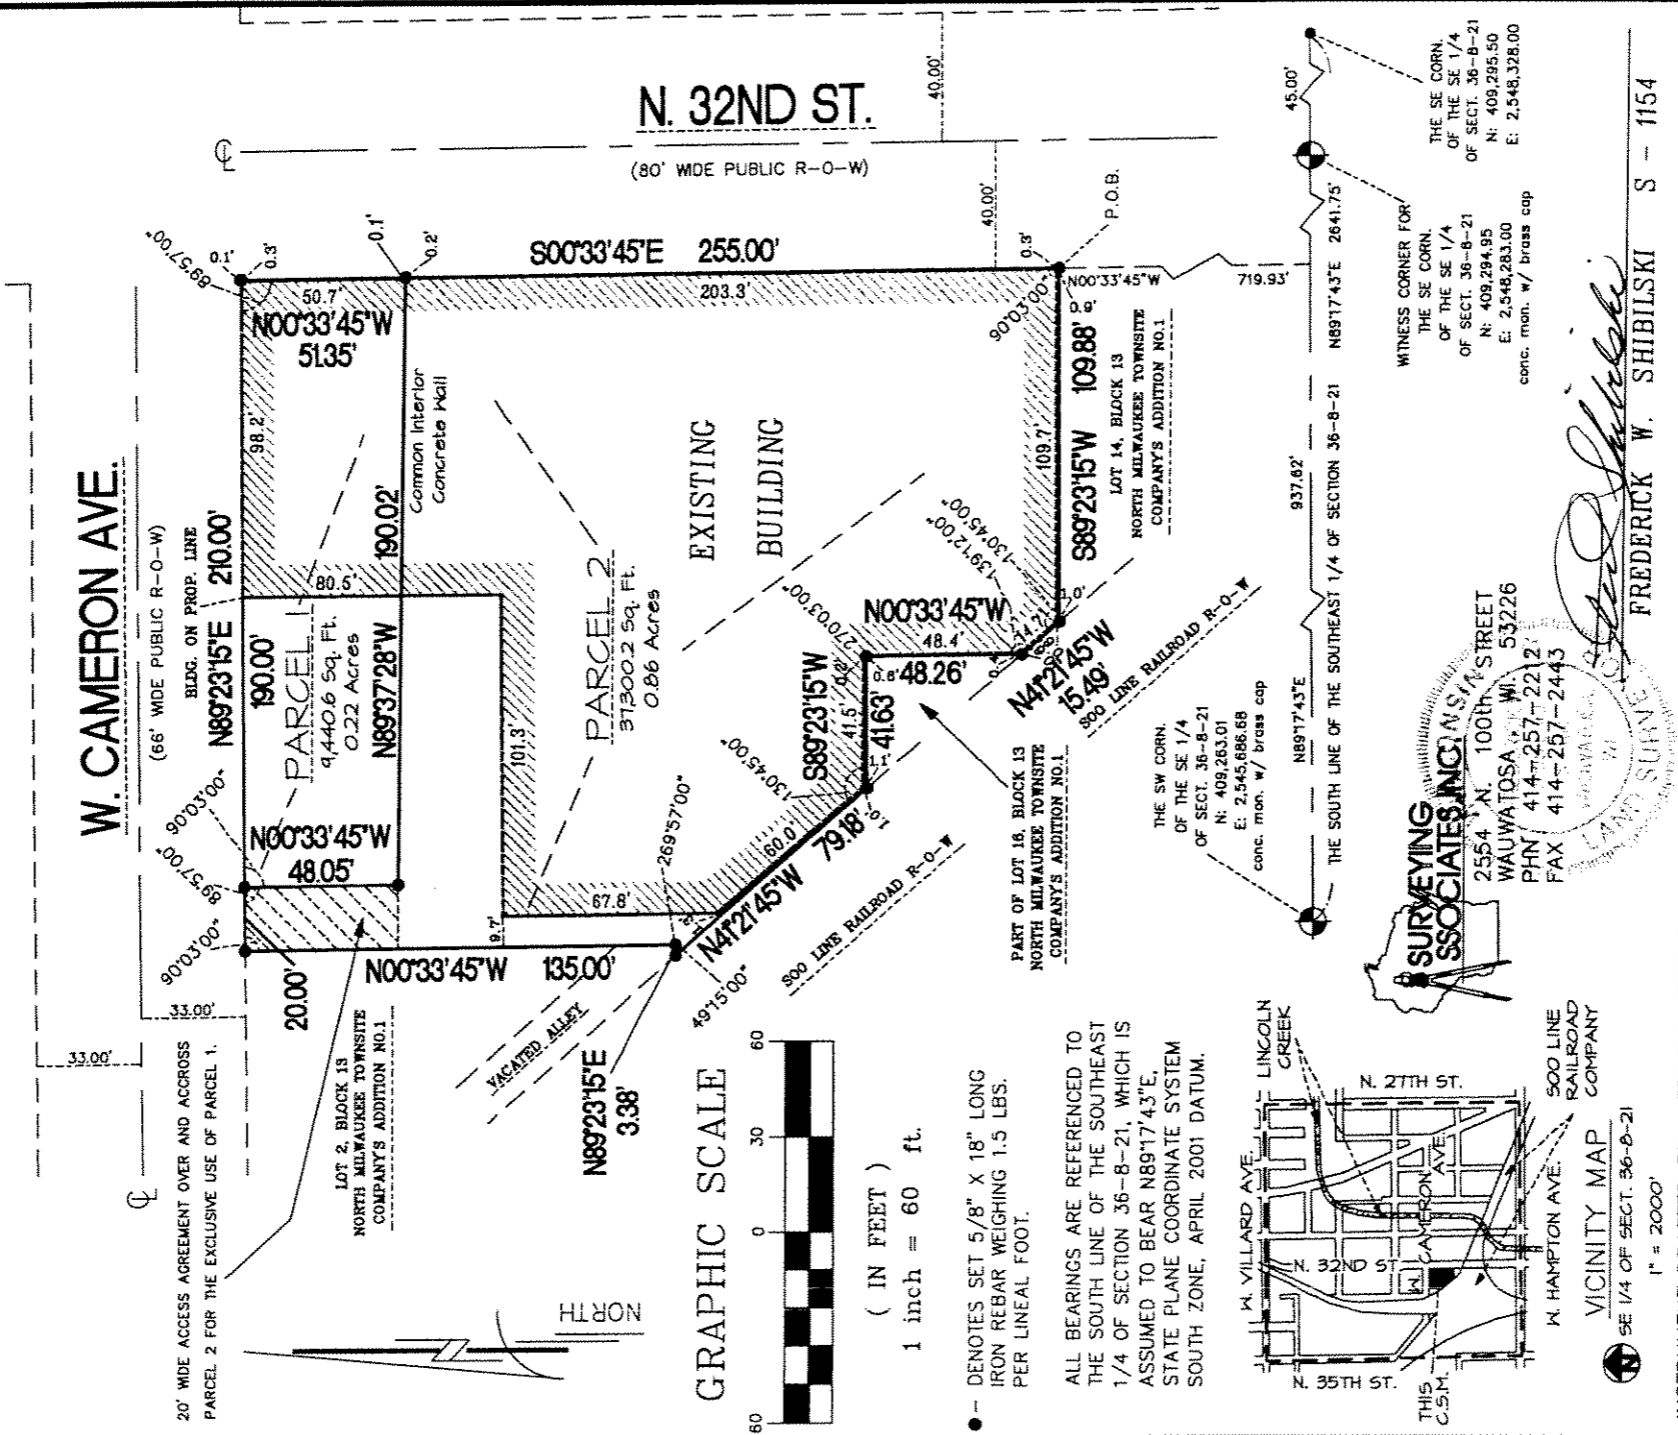 N. 32ND ST.
(80' WIDE PUBLIC R-O-W)
40.00'
40.00'
45.00'
THE SE CORN.
OF THE SE 1/4
OF SECT. 36-8-21
N: 409,295.50
E: 2,548,328.00
WITNESS CORNER FOR
THE SE CORN.
OF THE SE 1/4
OF SECT. 36-8-21
N: 409,294.95
E: 2,548,283.00
conc. mon. w/ brass cap
P.O.B.
W. CAMERON AVE.
(66' WIDE PUBLIC R-O-W)
BLDG. ON PROP. LINE
N89°23'15"E 210.00'
190.00'
98.2'
89°57'00"
0.1'
0.3'
50.7'
N00°33'45"W
51.35'
0.1'
0.2'
S00°33'45"E 255.00'
203.3'
0.3'
N00°33'45"W
719.93'
90°03'00"
N89°17'43"E 2641.75'
PARCEL 1
9,440.6 Sq. Ft.
0.22 Acres
80.5'
N89°37'28"W 190.02'
Common Interior
Concrete Wall
EXISTING
BUILDING
PARCEL 2
37,300.2 Sq. Ft.
0.86 Acres
101.3'
109.7'
S89°23'15"W 109.88'
LOT 14, BLOCK 13
NORTH MILWAUKEE TOWNSITE
COMPANY'S ADDITION NO.1
139°12'00"
130°45'00"
270°03'00"
N00°33'45"W
48.4'
48.26'
14.7'
1.0'
N41°21'45"W
15.49'
SOO LINE RAILROAD R-O-W
S89°23'15"W
41.5'
41.63'
0.2'
1.1'
1.0'
130°45'00"
60.0'
N41°21'45"W 79.18'
SOO LINE RAILROAD R-O-W
67.8'
269°57'00"
49°15'00"
9.7'
N00°33'45"W
48.05'
90°03'00"
89°57'00"
90°03'00"
20.00'
N00°33'45"W 135.00'
N89°23'15"E
3.38'
VACATED ALLEY
33.00'
33.00'
LOT 2, BLOCK 13
NORTH MILWAUKEE TOWNSITE
COMPANY'S ADDITION NO.1
PART OF LOT 16, BLOCK 13
NORTH MILWAUKEE TOWNSITE
COMPANY'S ADDITION NO.1
20' WIDE ACCESS AGREEMENT OVER AND ACCROSS
PARCEL 2 FOR THE EXCLUSIVE USE OF PARCEL 1.
THE SW CORN.
OF THE SE 1/4
OF SECT. 36-8-21
N: 409,263.01
E: 2,545,686.68
conc. mon. w/ brass cap
937.62'
N89°17'43"E
THE SOUTH LINE OF THE SOUTHEAST 1/4 OF SECTION 36-8-21
NORTH
GRAPHIC SCALE
60 0 30 60
( IN FEET )
1 inch = 60 ft.
- DENOTES SET 5/8" X 18" LONG
IRON REBAR WEIGHING 1.5 LBS.
PER LINEAL FOOT.
ALL BEARINGS ARE REFERENCED TO
THE SOUTH LINE OF THE SOUTHEAST
1/4 OF SECTION 36-8-21, WHICH IS
ASSUMED TO BEAR N89°17'43"E,
STATE PLANE COORDINATE SYSTEM
SOUTH ZONE, APRIL 2001 DATUM.
LINCOLN
CREEK
N. 27TH ST.
W. VILLARD AVE.
N. 32ND ST.
W. CAMERON AVE.
N. 35TH ST.
W. HAMPTON AVE.
SOO LINE
RAILROAD
COMPANY
THIS
C.S.M.
VICINITY MAP
N
SE 1/4 OF SECT. 36-8-21
1" = 2000'
SURVEYING
ASSOCIATES, INC.
2554 N. 100th STREET
WAUWATOSA WI. 53226
PHN 414-257-2212
FAX 414-257-2443
LAND SURVEYOR
FREDERICK W. SHIBILSKI S - 1154